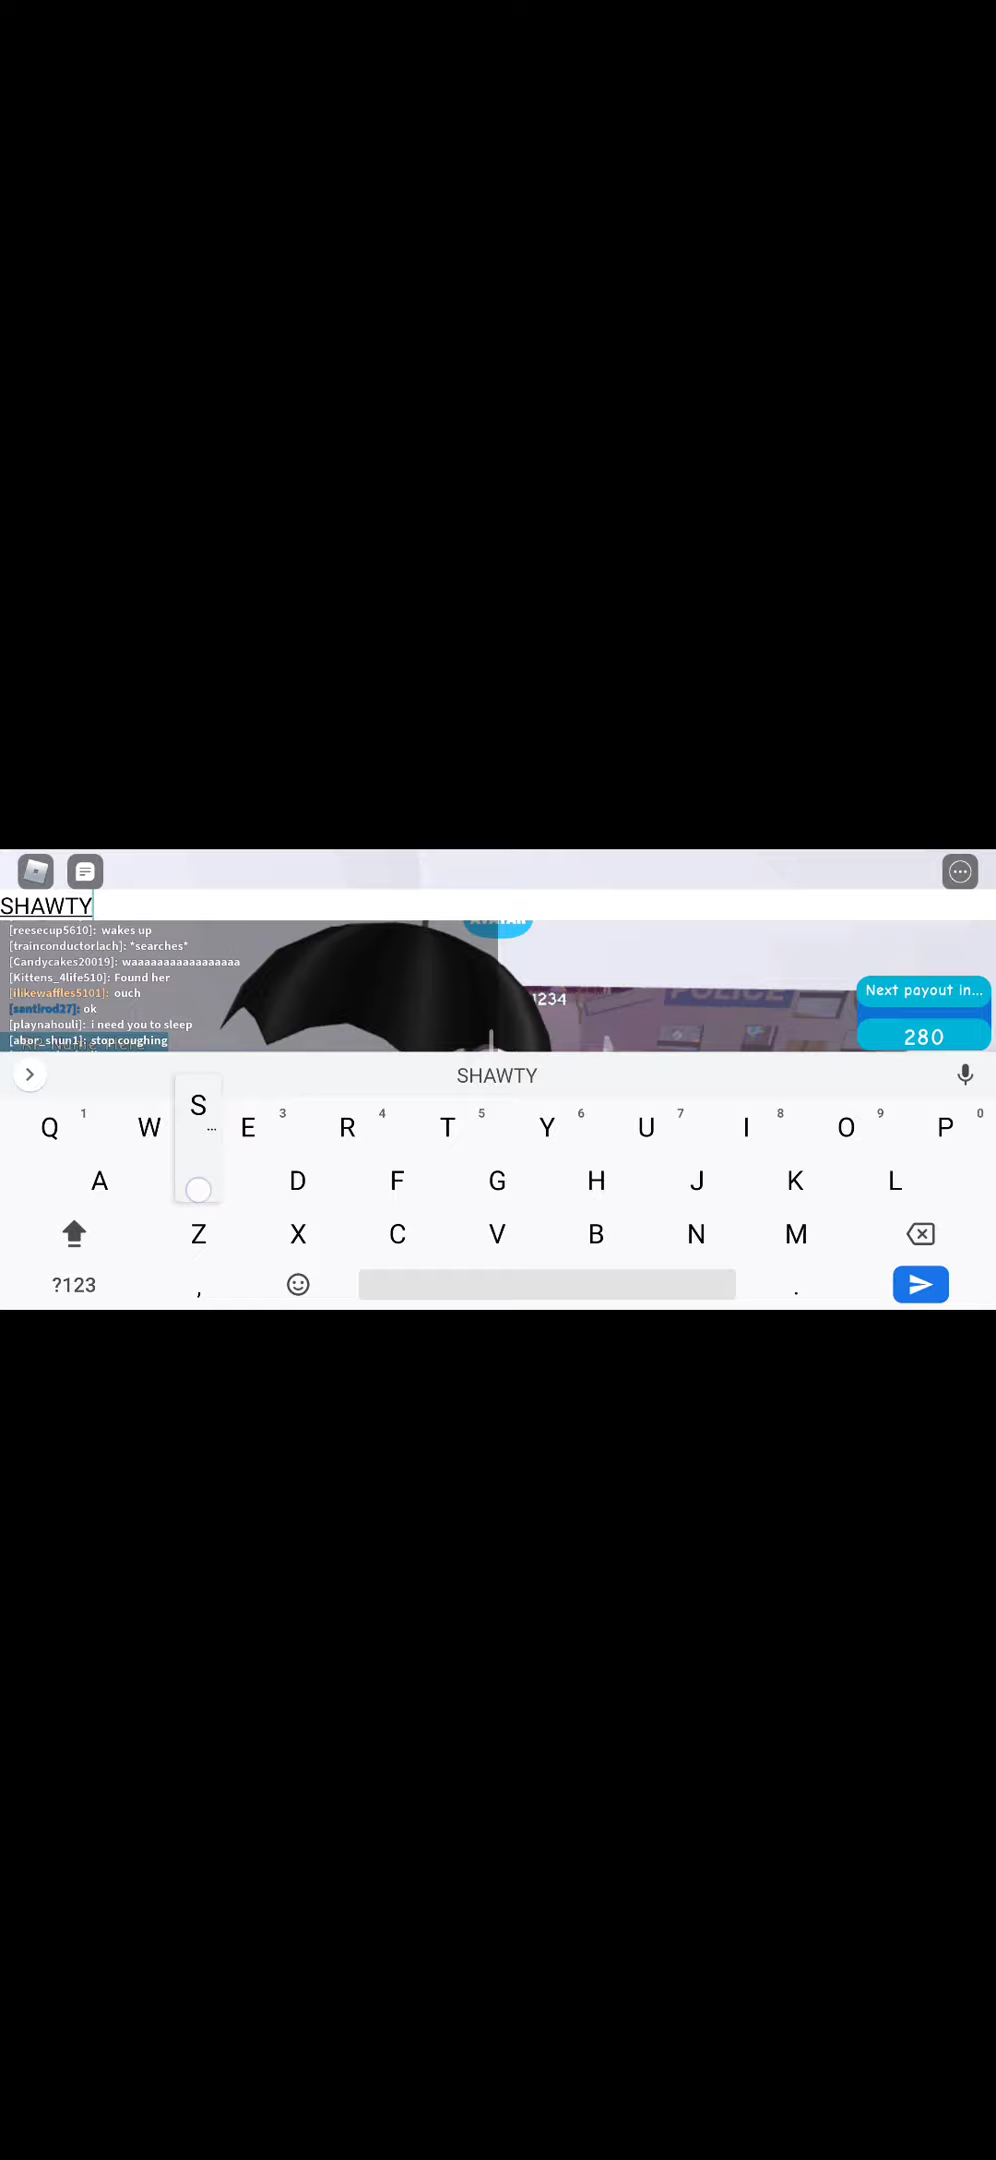 SHAWTY
[reesecup5610]: wakes up
[trainconductorlach]: *searches*
[Candycakes20019]: waaaaaaaaaaaaaaaaa
[Kittens_4life510]: Found her
[ilikewaffles5101]: ouch
[santirod27]: ok
[playnahouli]: i need you to sleep
[abor_shun1]: stop coughing
AVATAR
1234
POLICE
Next payout in...
280
SHAWTY
S
...
Q 1 W E 3 R 4 T 5 Y 6 U 7 I 8 O 9 P 0
A D F G H J K L
Z X C V B N M
?123 , .